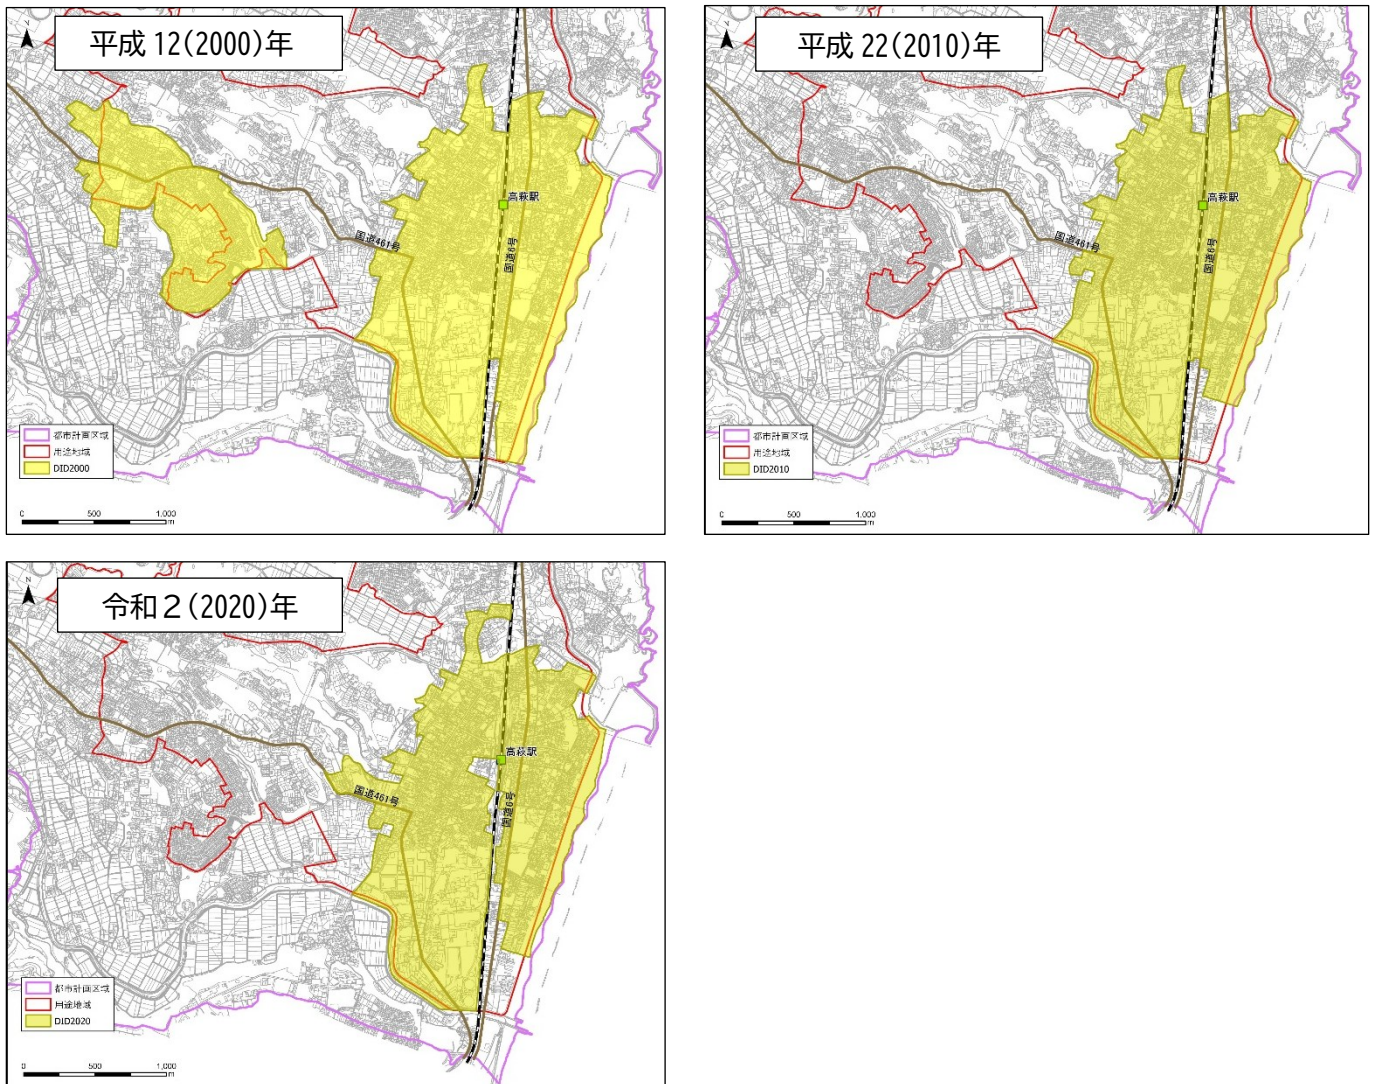 平成 12(2000)年
N
高萩駅
国道461号
国道6号
都市計画区域
用途地域
DID2000
0 500 1,000
m
平成 22(2010)年
N
高萩駅
国道461号
国道6号
都市計画区域
用途地域
DID2010
0 500 1,000
m
令和２(2020)年
N
高萩駅
国道461号
国道6号
都市計画区域
用途地域
DID2020
0 500 1,000
m